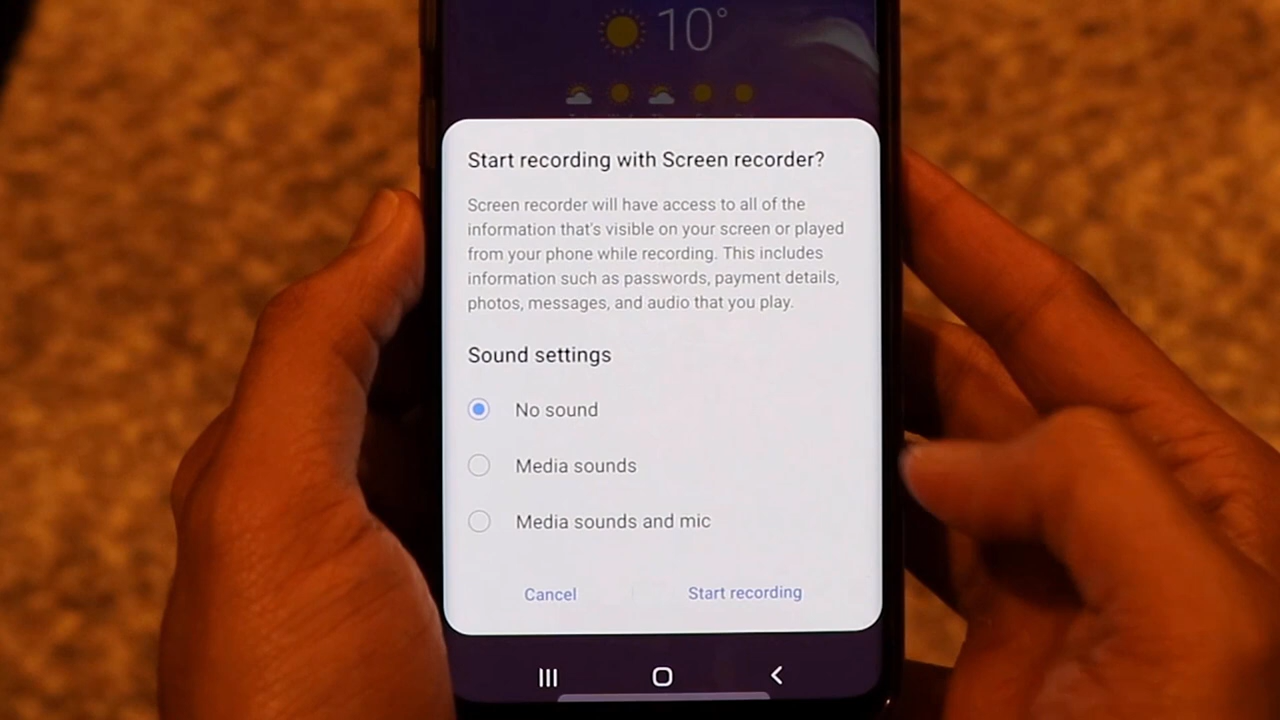 10°
Start recording with Screen recorder?
Screen recorder will have access to all of the
information that's visible on your screen or played
from your phone while recording. This includes
information such as passwords, payment details,
photos, messages, and audio that you play.
Sound settings
No sound
Media sounds
Media sounds and mic
Cancel Start recording